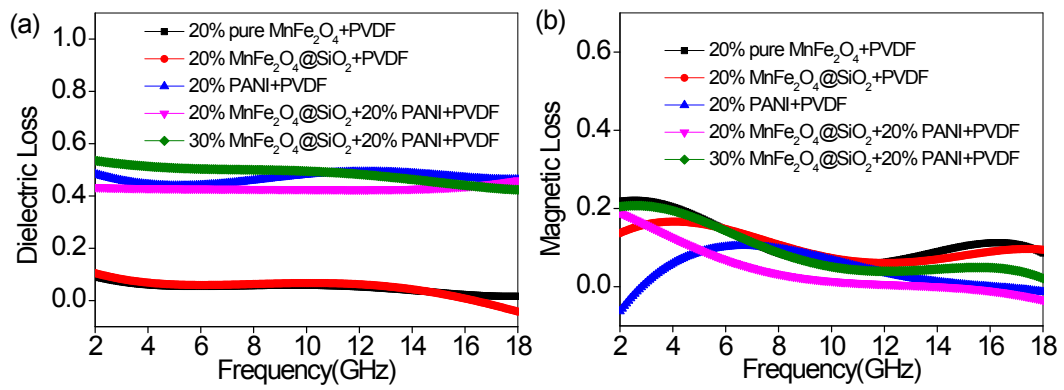 (a)
Dielectric Loss
1.0
0.8
0.6
0.4
0.2
0.0
20% pure MnFe₂O₄+PVDF
20% MnFe₂O₄@SiO₂+PVDF
20% PANI+PVDF
20% MnFe₂O₄@SiO₂+20% PANI+PVDF
30% MnFe₂O₄@SiO₂+20% PANI+PVDF
2 4 6 8 10 12 14 16 18
Frequency(GHz)
(b)
Magnetic Loss
0.6
0.4
0.2
0.0
20% pure MnFe₂O₄+PVDF
20% MnFe₂O₄@SiO₂+PVDF
20% PANI+PVDF
20% MnFe₂O₄@SiO₂+20% PANI+PVDF
30% MnFe₂O₄@SiO₂+20% PANI+PVDF
2 4 6 8 10 12 14 16 18
Frequency(GHz)